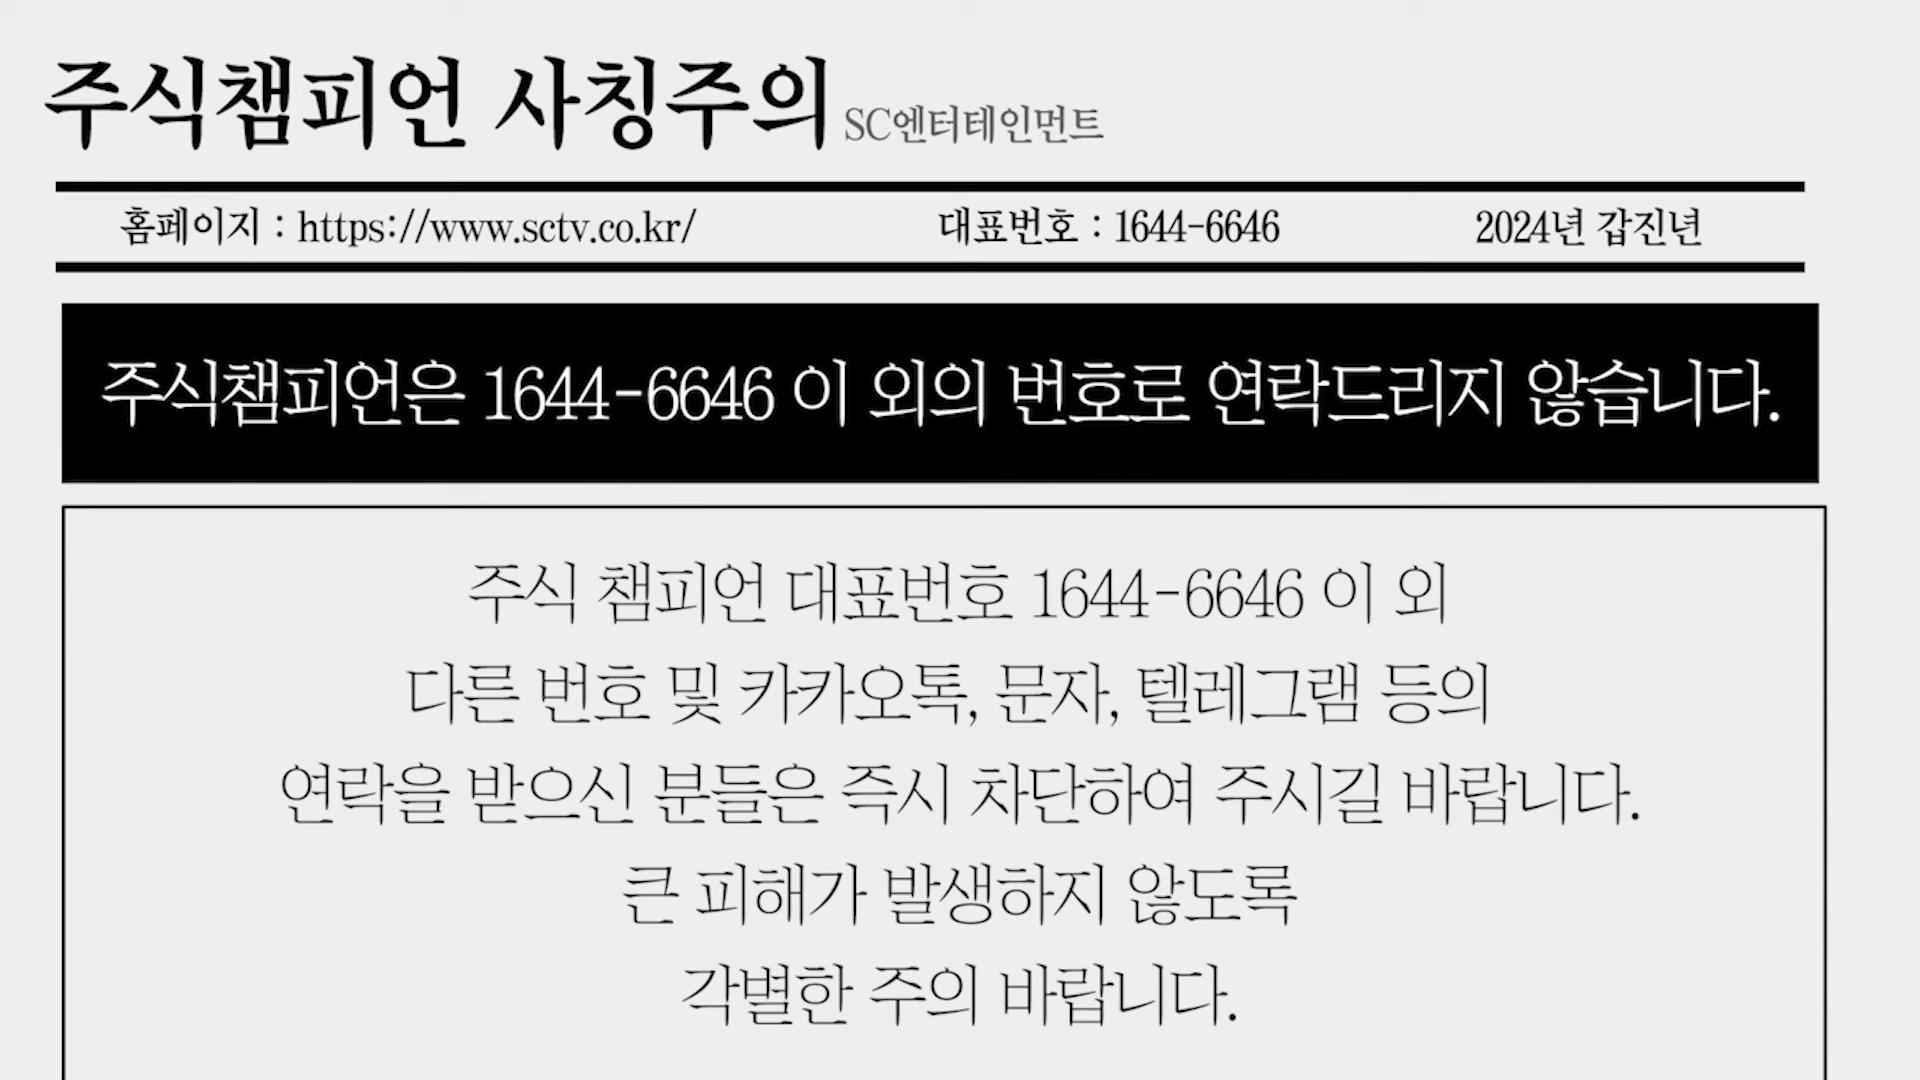 주식챔피언 사칭주의 SC엔터테인먼트
홈페이지 : https://www.sctv.co.kr/ 대표번호 : 1644-6646 2024년 갑진년
주식챔피언은 1644-6646 이 외의 번호로 연락드리지 않습니다.
주식 챔피언 대표번호 1644-6646 이 외
다른 번호 및 카카오톡, 문자, 텔레그램 등의
연락을 받으신 분들은 즉시 차단하여 주시길 바랍니다.
큰 피해가 발생하지 않도록
각별한 주의 바랍니다.